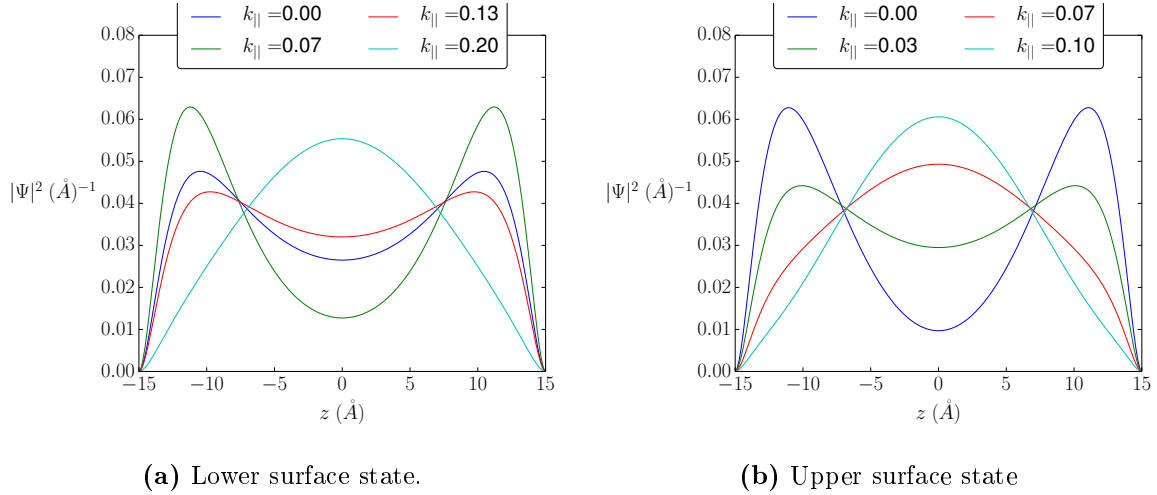 k||=0.00 k||=0.13
k||=0.07 k||=0.20
0.08
0.07
0.06
0.05
|Ψ|² (Å)⁻¹
0.04
0.03
0.02
0.01
0.00
−15 −10 −5 0 5 10 15
z (Å)
(a) Lower surface state.
k||=0.00 k||=0.07
k||=0.03 k||=0.10
0.08
0.07
0.06
0.05
|Ψ|² (Å)⁻¹
0.04
0.03
0.02
0.01
0.00
−15 −10 −5 0 5 10 15
z (Å)
(b) Upper surface state